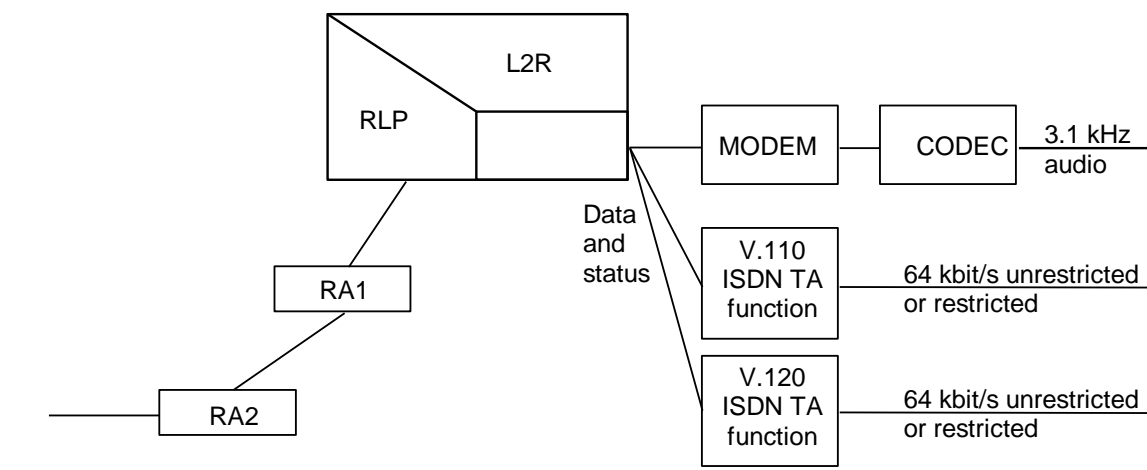 L2R
RLP
MODEM
CODEC
3.1 kHz
audio
Data
and
status
V.110
ISDN TA
function
64 kbit/s unrestricted
or restricted
RA1
V.120
ISDN TA
function
64 kbit/s unrestricted
or restricted
RA2